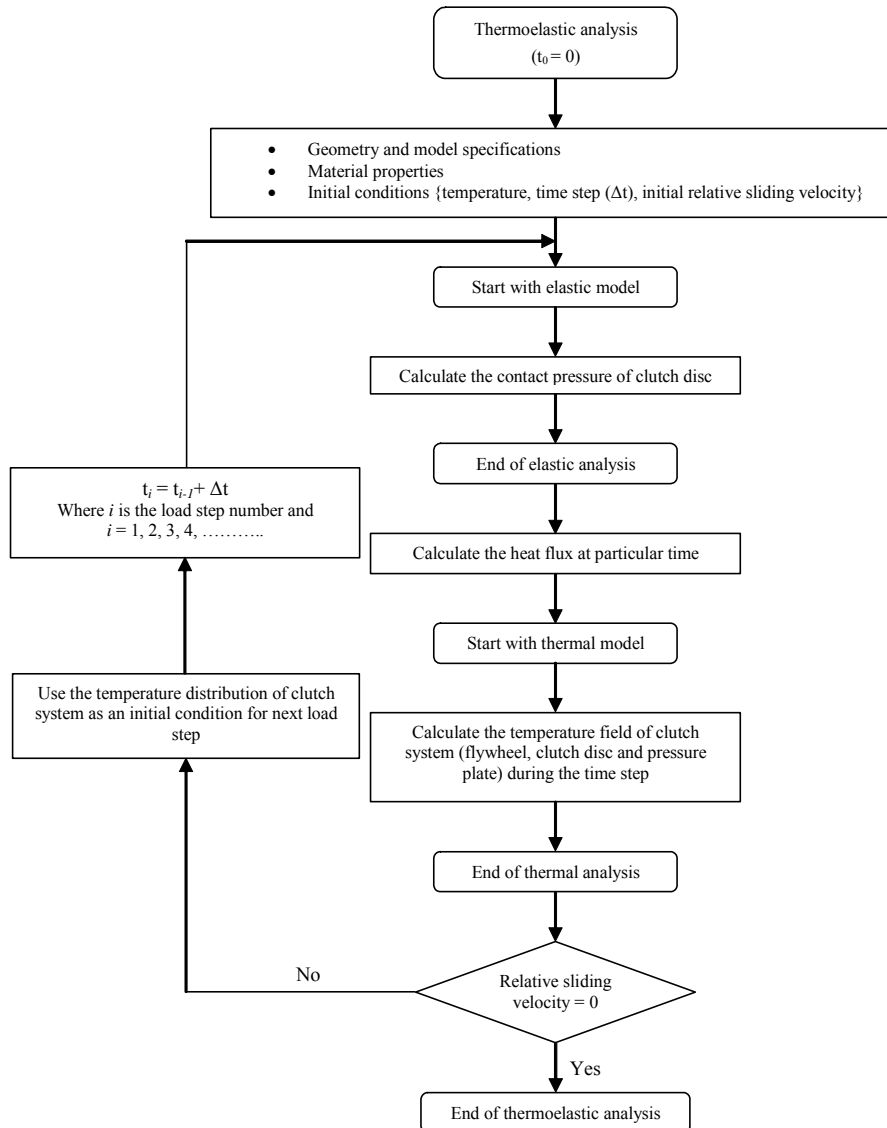 Thermoelastic analysis
(t₀ = 0)
• Geometry and model specifications
• Material properties
• Initial conditions {temperature, time step (Δt), initial relative sliding velocity}
Start with elastic model
Calculate the contact pressure of clutch disc
End of elastic analysis
Calculate the heat flux at particular time
Start with thermal model
Calculate the temperature field of clutch
system (flywheel, clutch disc and pressure
plate) during the time step
End of thermal analysis
Relative sliding
velocity = 0
No
Use the temperature distribution of clutch
system as an initial condition for next load
step
tᵢ = tᵢ₋₁+ Δt
Where i is the load step number and
i = 1, 2, 3, 4, ………..
Yes
End of thermoelastic analysis